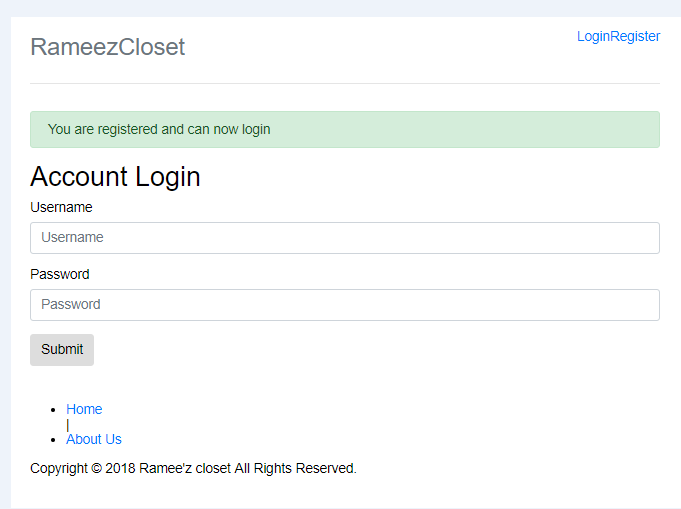 RameezCloset
LoginRegister
You are registered and can now login
Account Login
Username
Username
Password
Password
Submit
Home
|
About Us
Copyright © 2018 Ramee'z closet All Rights Reserved.